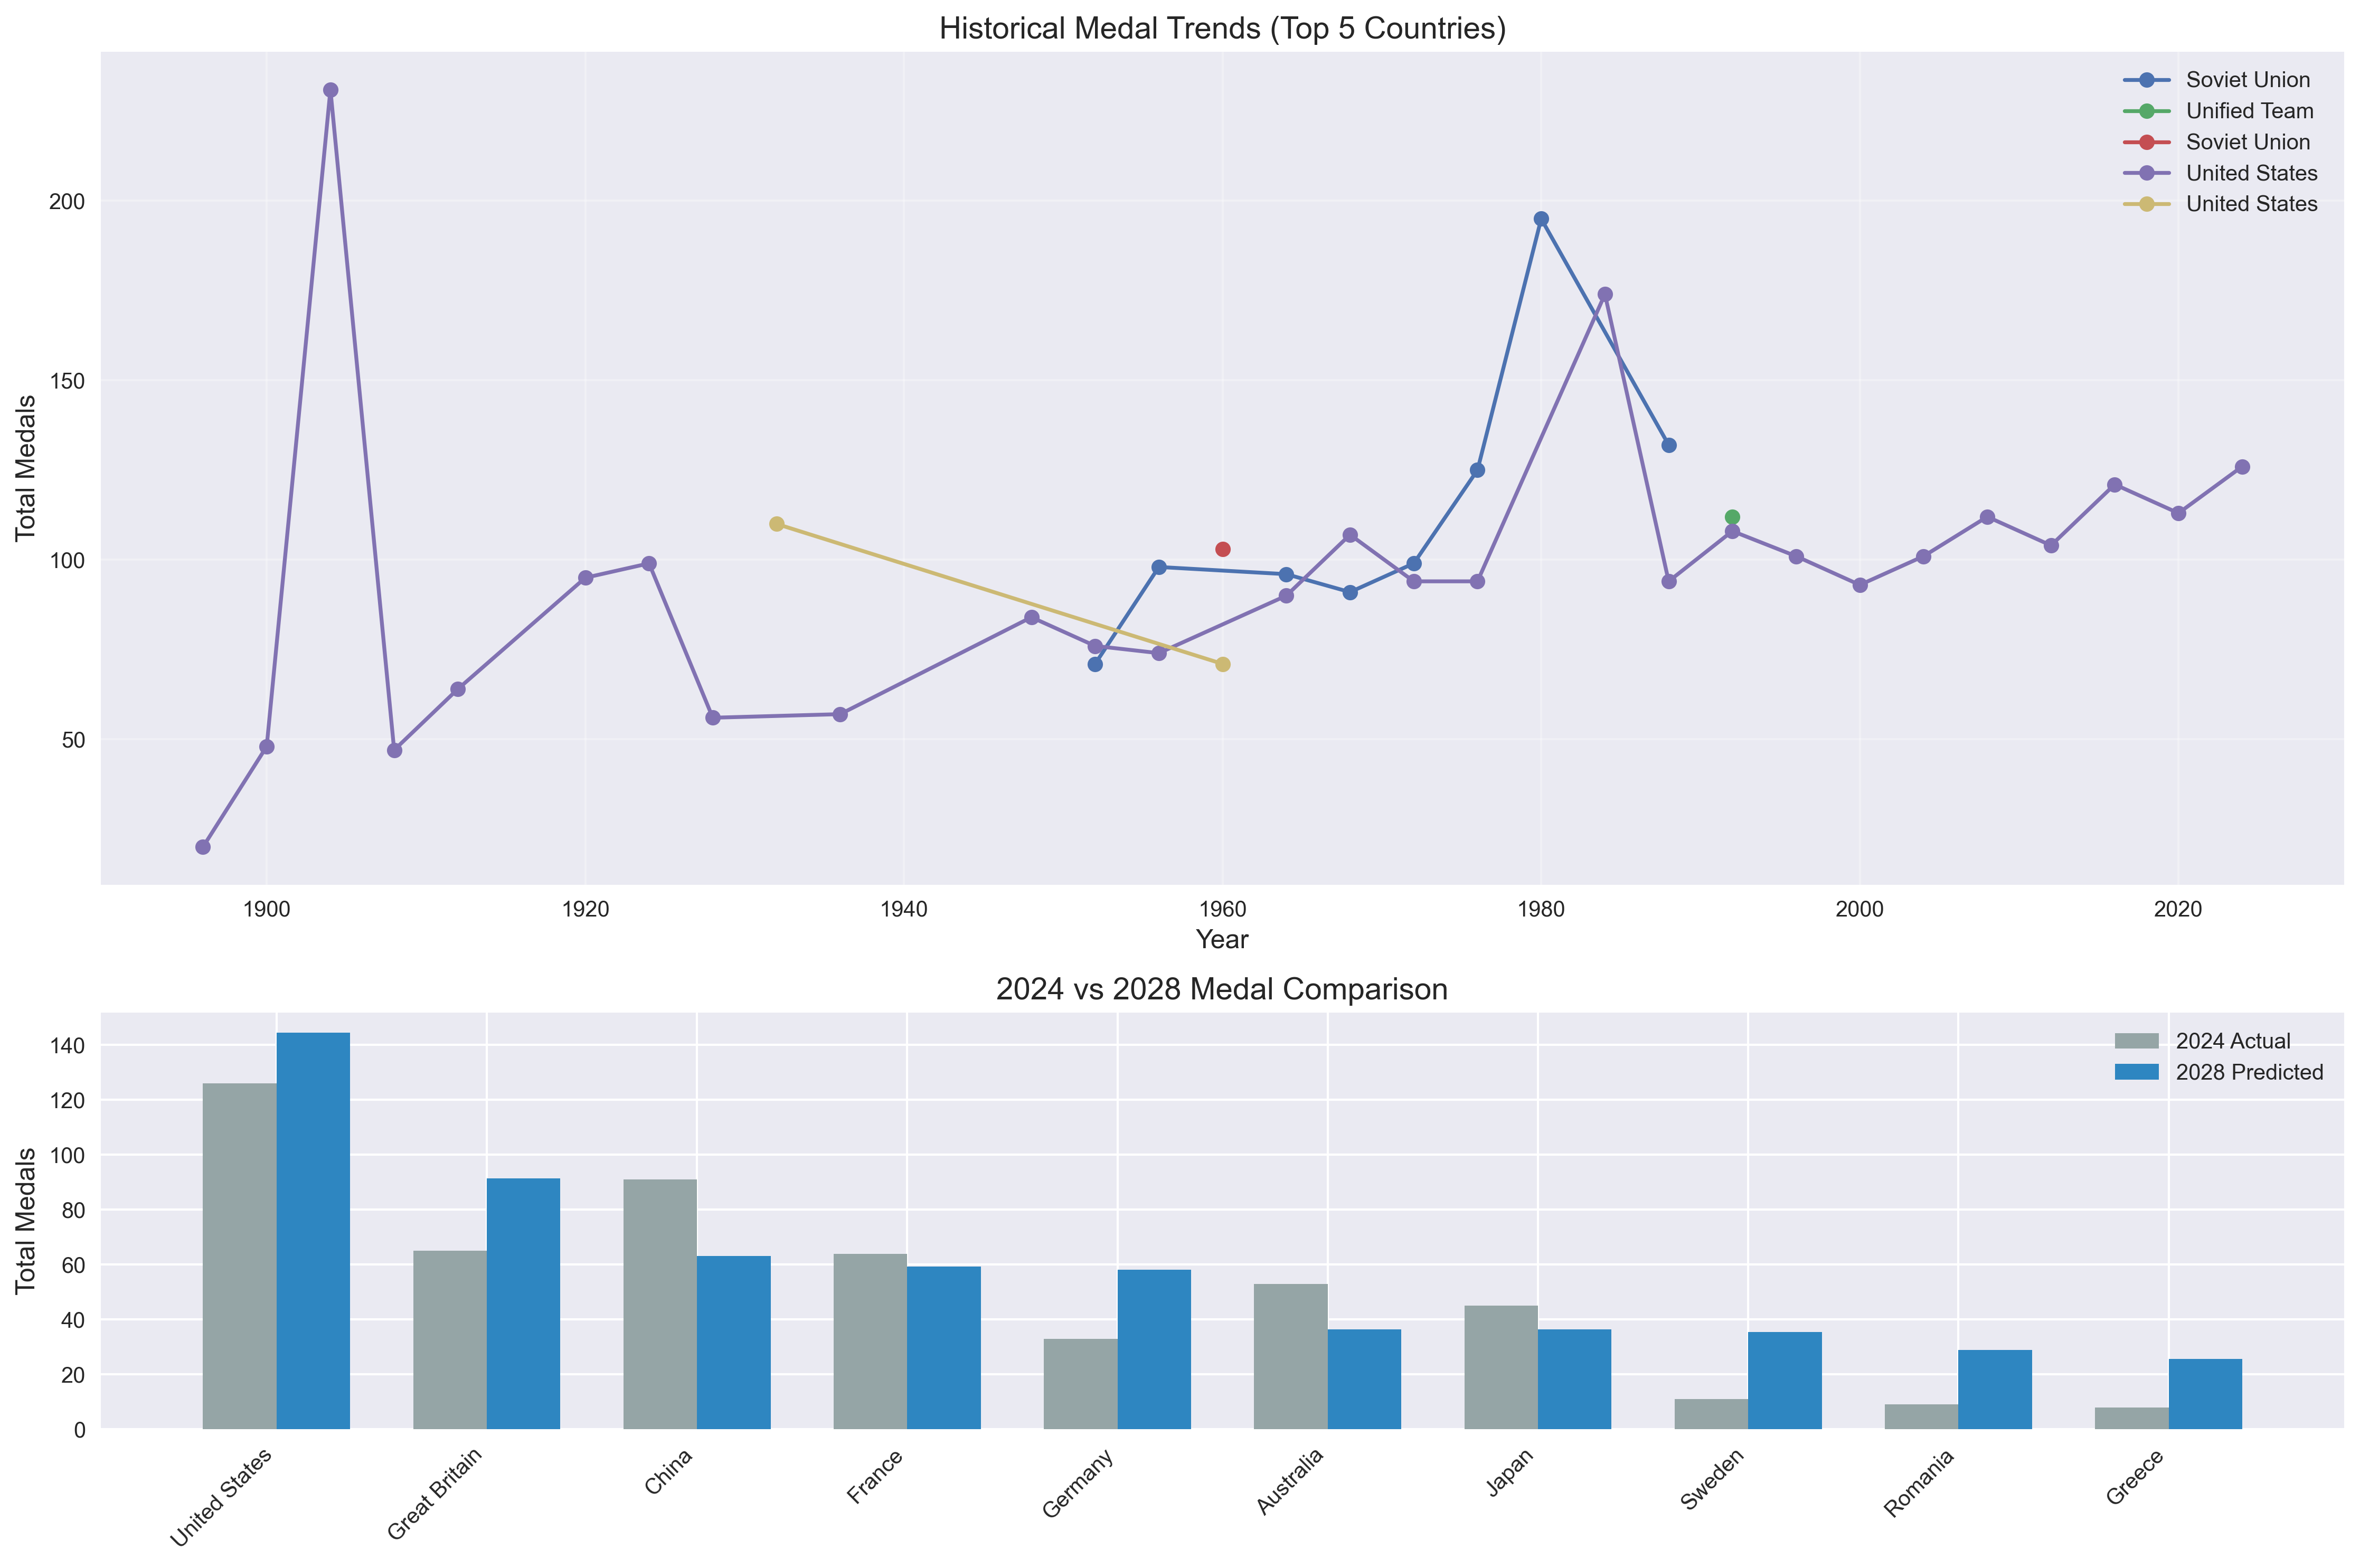 Historical Medal Trends (Top 5 Countries)
Soviet Union
Unified Team
Soviet Union
United States
United States
Total Medals
200
150
100
50
1900 1920 1940 1960 1980 2000 2020
Year
2024 vs 2028 Medal Comparison
2024 Actual
2028 Predicted
Total Medals
140
120
100
80
60
40
20
0
United States
Great Britain
China
France
Germany
Australia
Japan
Sweden
Romania
Greece